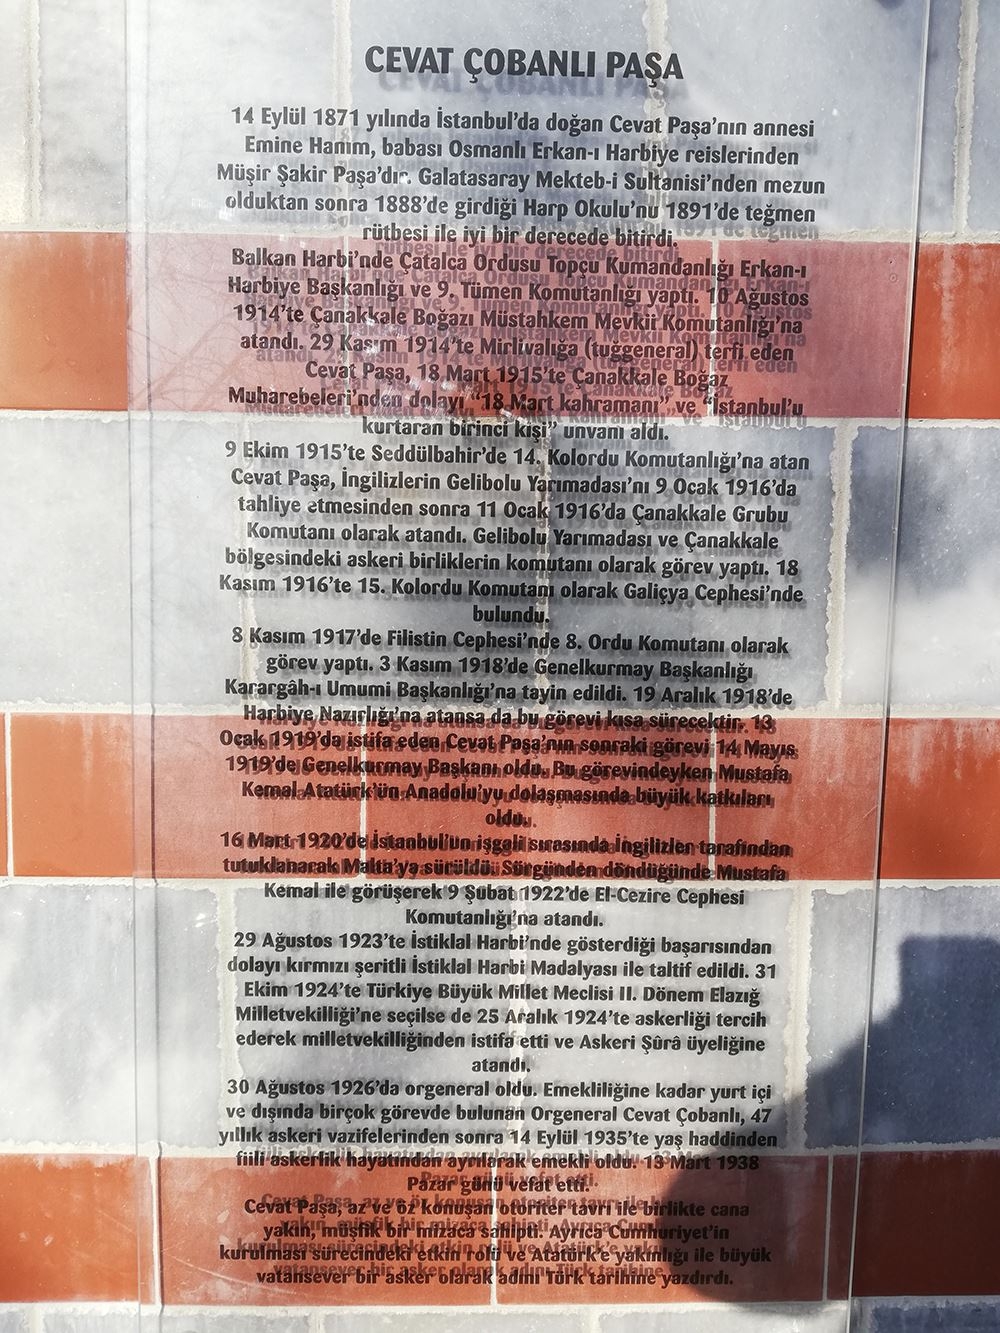 CEVAT ÇOBANLI PAŞA
14 Eylül 1871 yılında İstanbul'da doğan Cevat Paşa'nın annesi
Emine Hanım, babası Osmanlı Erkan-ı Harbiye reislerinden
Müşir Şakir Paşa'dır. Galatasaray Mekteb-i Sultanisi'nden mezun
olduktan sonra 1888'de girdiği Harp Okulu'nu 1891'de teğmen
rütbesi ile iyi bir derecede bitirdi.
Balkan Harbi'nde Çatalca Ordusu Topçu Kumandanlığı Erkan-ı
Harbiye Başkanlığı ve 9. Tümen Komutanlığı yaptı. 10 Ağustos
1914'te Çanakkale Boğazı Müstahkem Mevkii Komutanlığı'na
atandı. 29 Kasım 1914'te Mirlivalığa (tuğgeneral) terfi eden
Cevat Paşa, 18 Mart 1915'te Çanakkale Boğaz
Muharebeleri'nden dolayı "18 Mart kahramanı" ve "İstanbul'u
kurtaran birinci kişi" unvanı aldı.
9 Ekim 1915'te Seddülbahir'de 14. Kolordu Komutanlığı'na atan
Cevat Paşa, İngilizlerin Gelibolu Yarımadası'nı 9 Ocak 1916'da
tahliye etmesinden sonra 11 Ocak 1916'da Çanakkale Grubu
Komutanı olarak atandı. Gelibolu Yarımadası ve Çanakkale
bölgesindeki askeri birliklerin komutanı olarak görev yaptı. 18
Kasım 1916'te 15. Kolordu Komutanı olarak Galiçya Cephesi'nde
bulundu.
8 Kasım 1917'de Filistin Cephesi'nde 8. Ordu Komutanı olarak
görev yaptı. 3 Kasım 1918'de Genelkurmay Başkanlığı
Karargâh-ı Umumi Başkanlığı'na tayin edildi. 19 Aralık 1918'de
Harbiye Nazırlığı'na atansa da bu görevi kısa sürecektir. 13
Ocak 1919'da istifa eden Cevat Paşa'nın sonraki görevi 14 Mayıs
1919'de Genelkurmay Başkanı oldu. Bu görevindeyken Mustafa
Kemal Atatürk'ün Anadolu'yu dolaşmasında büyük katkıları
oldu.
16 Mart 1920'de İstanbul'un işgali sırasında İngilizler tarafından
tutuklanarak Malta'ya sürüldü. Sürgünden döndüğünde Mustafa
Kemal ile görüşerek 9 Şubat 1922'de El-Cezire Cephesi
Komutanlığı'na atandı.
29 Ağustos 1923'te İstiklal Harbi'nde gösterdiği başarısından
dolayı kırmızı şeritli İstiklal Harbi Madalyası ile taltif edildi. 31
Ekim 1924'te Türkiye Büyük Millet Meclisi II. Dönem Elazığ
Milletvekilliği'ne seçilse de 25 Aralık 1924'te askerliği tercih
ederek milletvekilliğinden istifa etti ve Askeri Şûrâ üyeliğine
atandı.
30 Ağustos 1926'da orgeneral oldu. Emekliliğine kadar yurt içi
ve dışında birçok görevde bulunan Orgeneral Cevat Çobanlı, 47
yıllık askeri vazifelerinden sonra 14 Eylül 1935'te yaş haddinden
fiili askerlik hayatından ayrılarak emekli oldu. 13 Mart 1938
Pazar günü vefat etti.
Cevat Paşa, az ve öz konuşan otoriter tavrı ile birlikte cana
yakın, müşfik bir mizaca sahipti. Ayrıca Cumhuriyet'in
kurulması sürecindeki etkin rolü ve Atatürk'e yakınlığı ile büyük
vatansever bir asker olarak adını Türk tarihine yazdırdı.